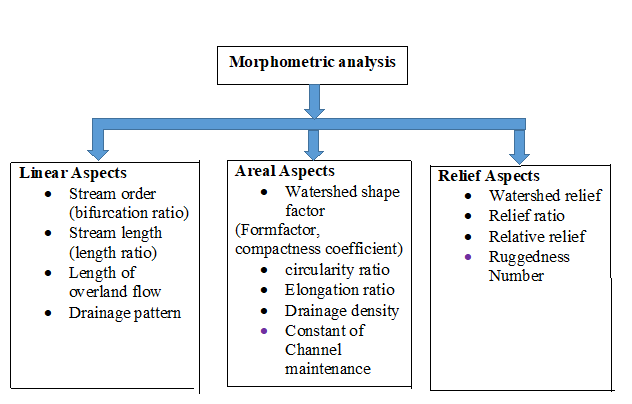 Morphometric analysis
Linear Aspects
• Stream order
(bifurcation ratio)
• Stream length
(length ratio)
• Length of
overland flow
• Drainage pattern
Areal Aspects
• Watershed shape
factor
(Formfactor,
compactness coefficient)
• circularity ratio
• Elongation ratio
• Drainage density
• Constant of
Channel
maintenance
Relief Aspects
• Watershed relief
• Relief ratio
• Relative relief
• Ruggedness
Number